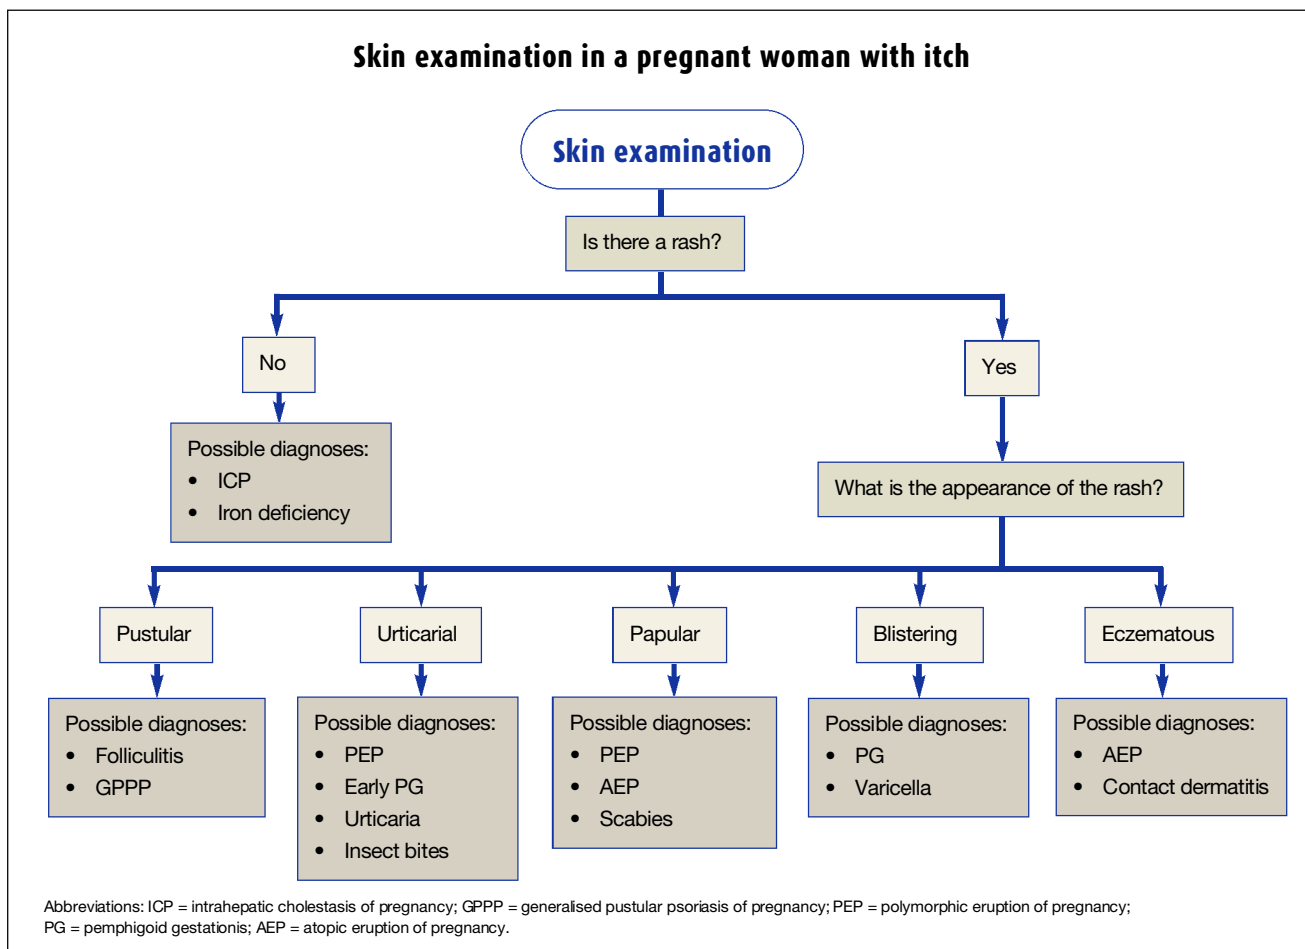 Skin examination in a pregnant woman with itch
Skin examination
Is there a rash?
No
Yes
Possible diagnoses:
• ICP
• Iron deficiency
What is the appearance of the rash?
Pustular
Urticarial
Papular
Blistering
Eczematous
Possible diagnoses:
• Folliculitis
• GPPP
Possible diagnoses:
• PEP
• Early PG
• Urticaria
• Insect bites
Possible diagnoses:
• PEP
• AEP
• Scabies
Possible diagnoses:
• PG
• Varicella
Possible diagnoses:
• AEP
• Contact dermatitis
Abbreviations: ICP = intrahepatic cholestasis of pregnancy; GPPP = generalised pustular psoriasis of pregnancy; PEP = polymorphic eruption of pregnancy;
PG = pemphigoid gestationis; AEP = atopic eruption of pregnancy.